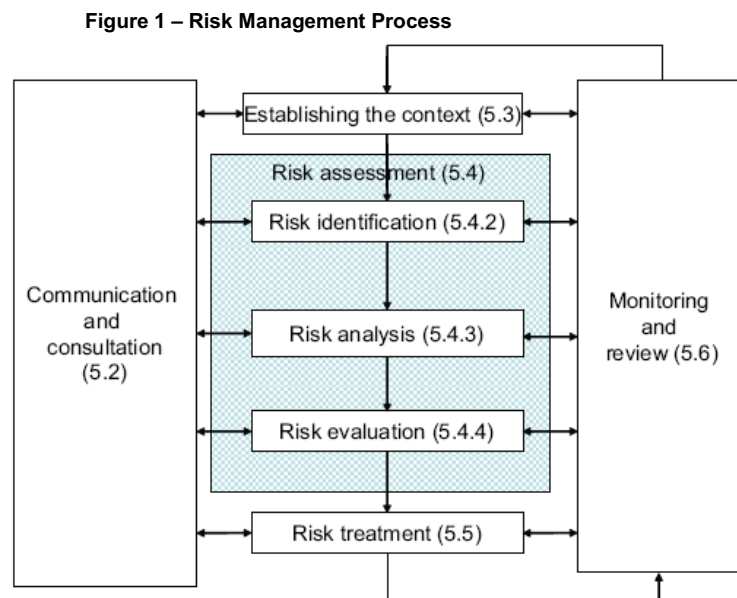 Figure 1 – Risk Management Process
Establishing the context (5.3)
Risk assessment (5.4)
Risk identification (5.4.2)
Communication
and
consultation
(5.2)
Risk analysis (5.4.3)
Monitoring
and
review (5.6)
Risk evaluation (5.4.4)
Risk treatment (5.5)